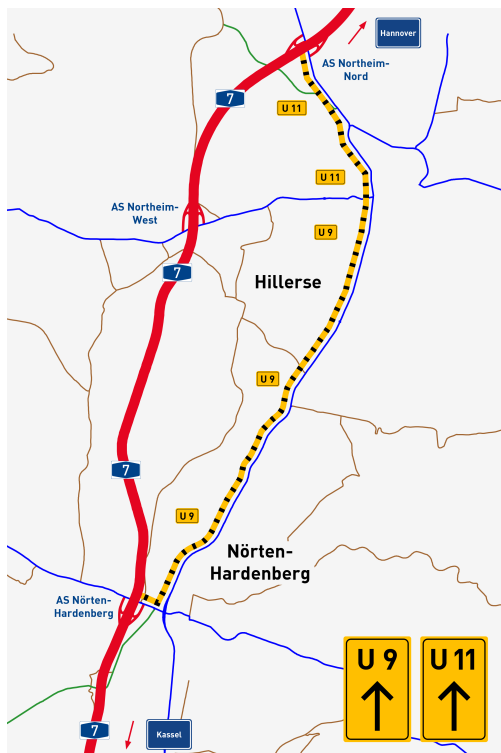 Hannover
AS Northeim-
Nord
7
U 11
U 11
AS Northeim-
West
U 9
7
Hillerse
U 9
7
U 9
Nörten-
Hardenberg
AS Nörten-
Hardenberg
U 9
U 11
7
Kassel